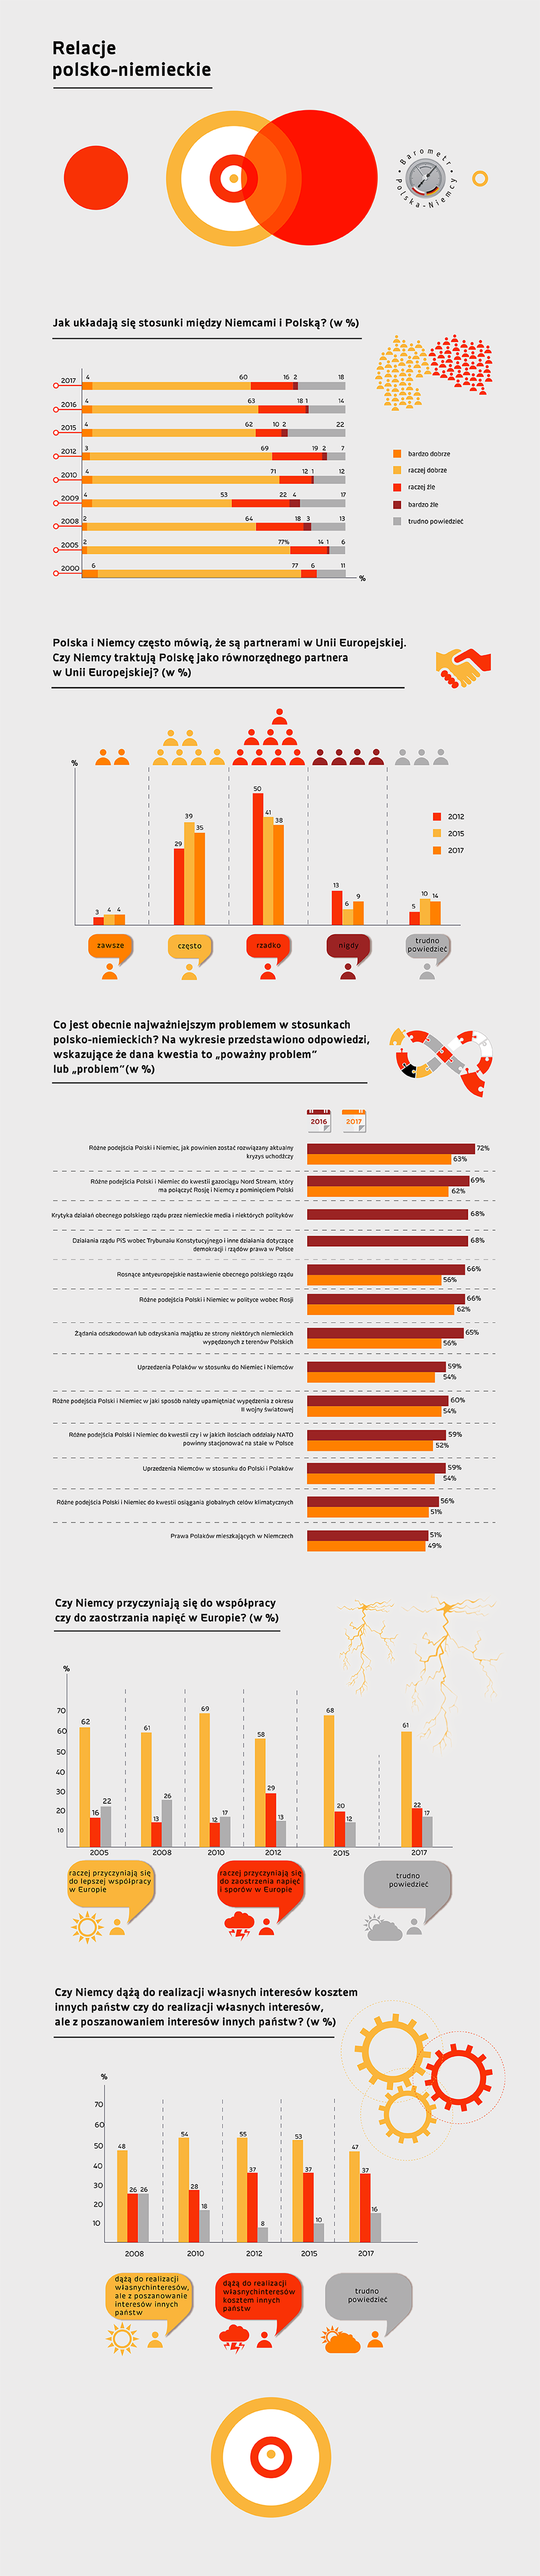 Relacje
polsko-niemieckie
Barometr
Polska-Niemcy
Jak układają się stosunki między Niemcami i Polską? (w %)
2017 4 60 16 2 18
2016 4 63 18 1 14
2015 4 62 10 2 22
2012 3 69 19 2 7
2010 4 71 12 1 12
2009 4 53 22 4 17
2008 2 64 18 3 13
2005 2 77% 14 1 6
2000 6 77 6 11
%
bardzo dobrze
raczej dobrze
raczej źle
bardzo źle
trudno powiedzieć
Polska i Niemcy często mówią, że są partnerami w Unii Europejskiej.
Czy Niemcy traktują Polskę jako równorzędnego partnera
w Unii Europejskiej? (w %)
%
3 4 4
29 39 35
50 41 38
13 6 9
5 10 14
2012
2015
2017
zawsze
często
rzadko
nigdy
trudno
powiedzieć
Co jest obecnie najważniejszym problemem w stosunkach
polsko-niemieckich? Na wykresie przedstawiono odpowiedzi,
wskazujące że dana kwestia to „poważny problem”
lub „problem”(w %)
2016 2017
Różne podejścia Polski i Niemiec, jak powinien zostać rozwiązany aktualny
kryzys uchodźczy
72%
63%
Różne podejścia Polski i Niemiec do kwestii gazociągu Nord Stream, który
ma połączyć Rosję i Niemcy z pominięciem Polski
69%
62%
Krytyka działań obecnego polskiego rządu przez niemieckie media i niektórych polityków
68%
Działania rządu PiS wobec Trybunału Konstytucyjnego i inne działania dotyczące
demokracji i rządów prawa w Polsce
68%
Rosnące antyeuropejskie nastawienie obecnego polskiego rządu
66%
56%
Różne podejścia Polski i Niemiec w polityce wobec Rosji
66%
62%
Żądania odszkodowań lub odzyskania majątku ze strony niektórych niemieckich
wypędzonych z terenów Polskich
65%
56%
Uprzedzenia Polaków w stosunku do Niemiec i Niemców
59%
54%
Różne podejścia Polski i Niemiec w jaki sposób należy upamiętniać wypędzenia z okresu
II wojny światowej
60%
54%
Różne podejścia Polski i Niemiec do kwestii czy i w jakich ilościach oddziały NATO
powinny stacjonować na stałe w Polsce
59%
52%
Uprzedzenia Niemców w stosunku do Polski i Polaków
59%
54%
Różne podejścia Polski i Niemiec do kwestii osiągania globalnych celów klimatycznych
56%
51%
Prawa Polaków mieszkających w Niemczech
51%
49%
Czy Niemcy przyczyniają się do współpracy
czy do zaostrzania napięć w Europie? (w %)
%
70
60
50
40
30
20
10
62 16 22
61 13 26
69 12 17
58 29 13
68 20 12
61 22 17
2005 2008 2010 2012 2015 2017
raczej przyczyniają się
do lepszej współpracy
w Europie
raczej przyczyniają się
do zaostrzenia napięć
i sporów w Europie
trudno
powiedzieć
Czy Niemcy dążą do realizacji własnych interesów kosztem
innych państw czy do realizacji własnych interesów,
ale z poszanowaniem interesów innych państw? (w %)
%
70
60
50
40
30
20
10
48 26 26
54 28 18
55 37 8
53 37 10
47 37 16
2008 2010 2012 2015 2017
dążą do realizacji
własnychinteresów,
ale z poszanowanie
interesów innych
państw
dążą do realizacji
własnychinteresów
kosztem innych
państw
trudno
powiedzieć